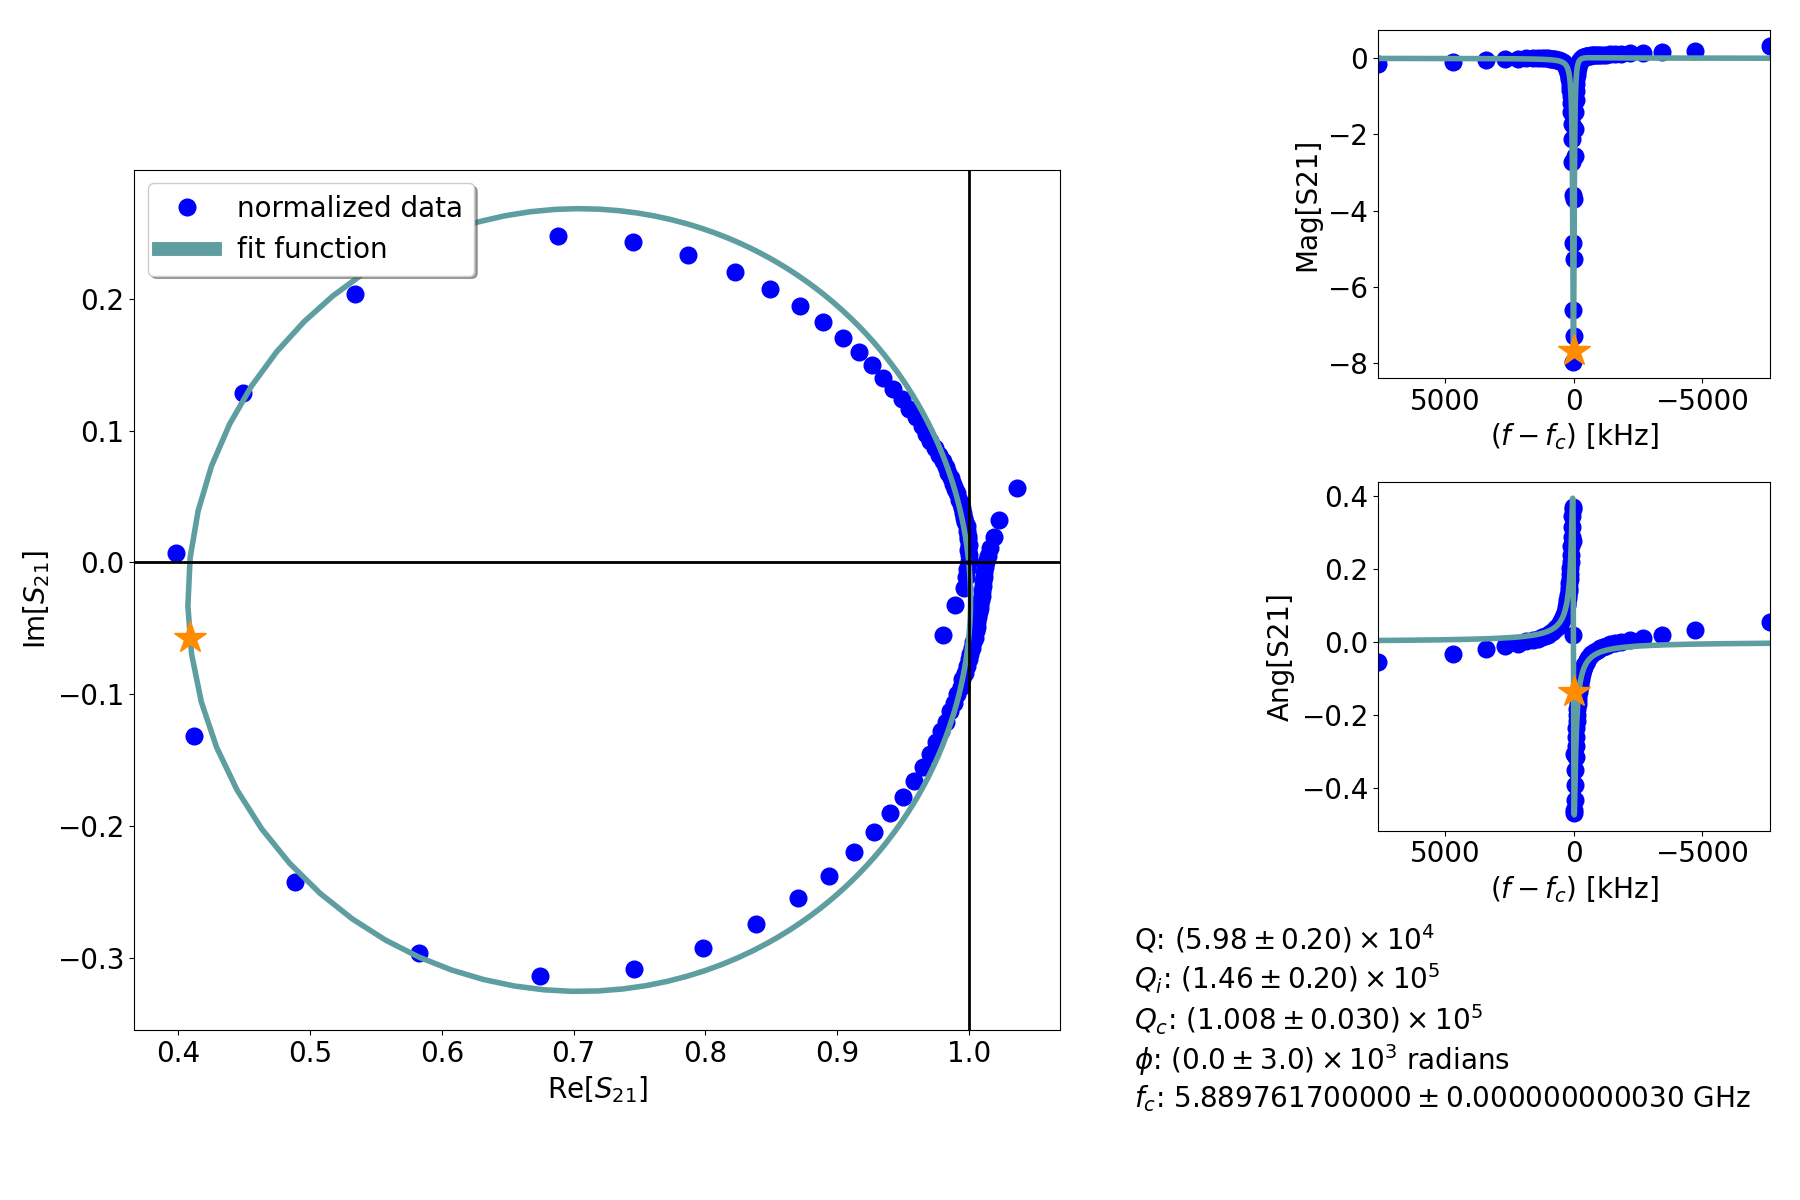 normalized data
fit function
0.2
0.1
0.0
−0.1
−0.2
−0.3
Im[S21]
0.4 0.5 0.6 0.7 0.8 0.9 1.0
Re[S21]
0
−2
−4
−6
−8
Mag[S21]
5000 0 −5000
(f − fc) [kHz]
0.4
0.2
0.0
−0.2
−0.4
Ang[S21]
5000 0 −5000
(f − fc) [kHz]
Q: (5.98 ± 0.20) × 10^4
Qi: (1.46 ± 0.20) × 10^5
Qc: (1.008 ± 0.030) × 10^5
ϕ: (0.0 ± 3.0) × 10^3 radians
fc: 5.889761700000 ± 0.000000000030 GHz